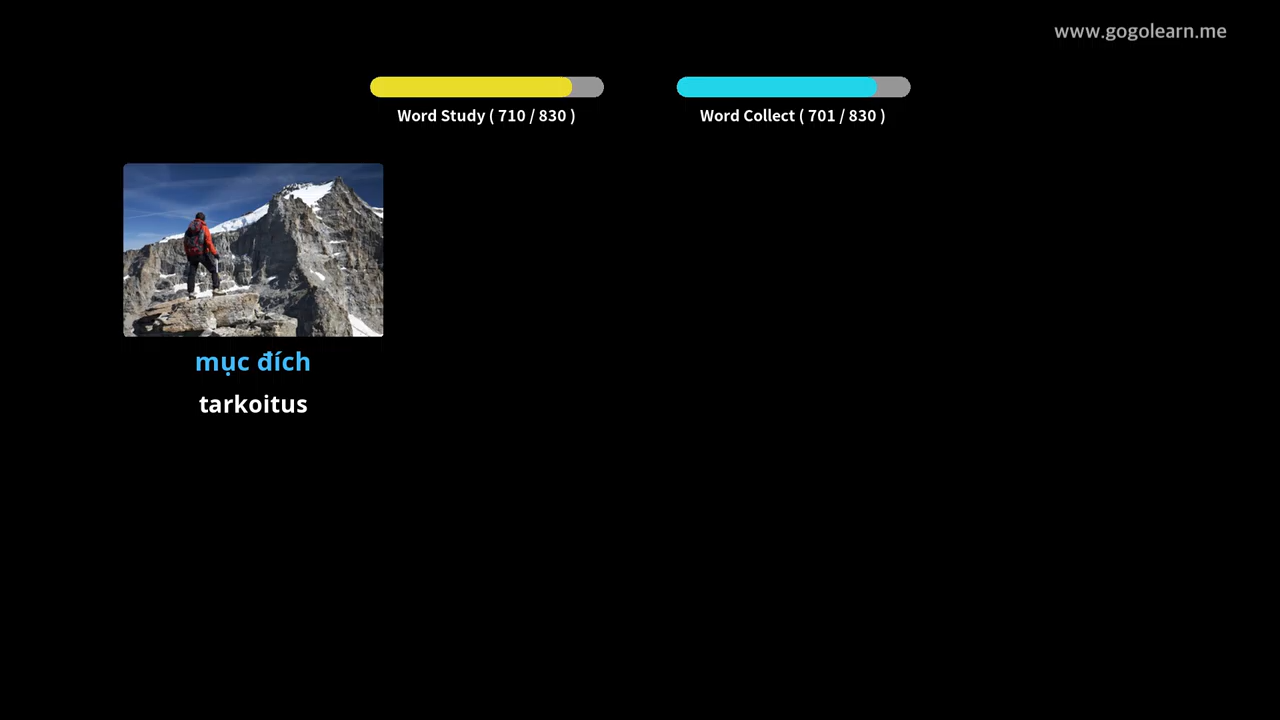 www.gogolearn.me
Word Study ( 710 / 830 )
Word Collect ( 701 / 830 )
mục đích
tarkoitus